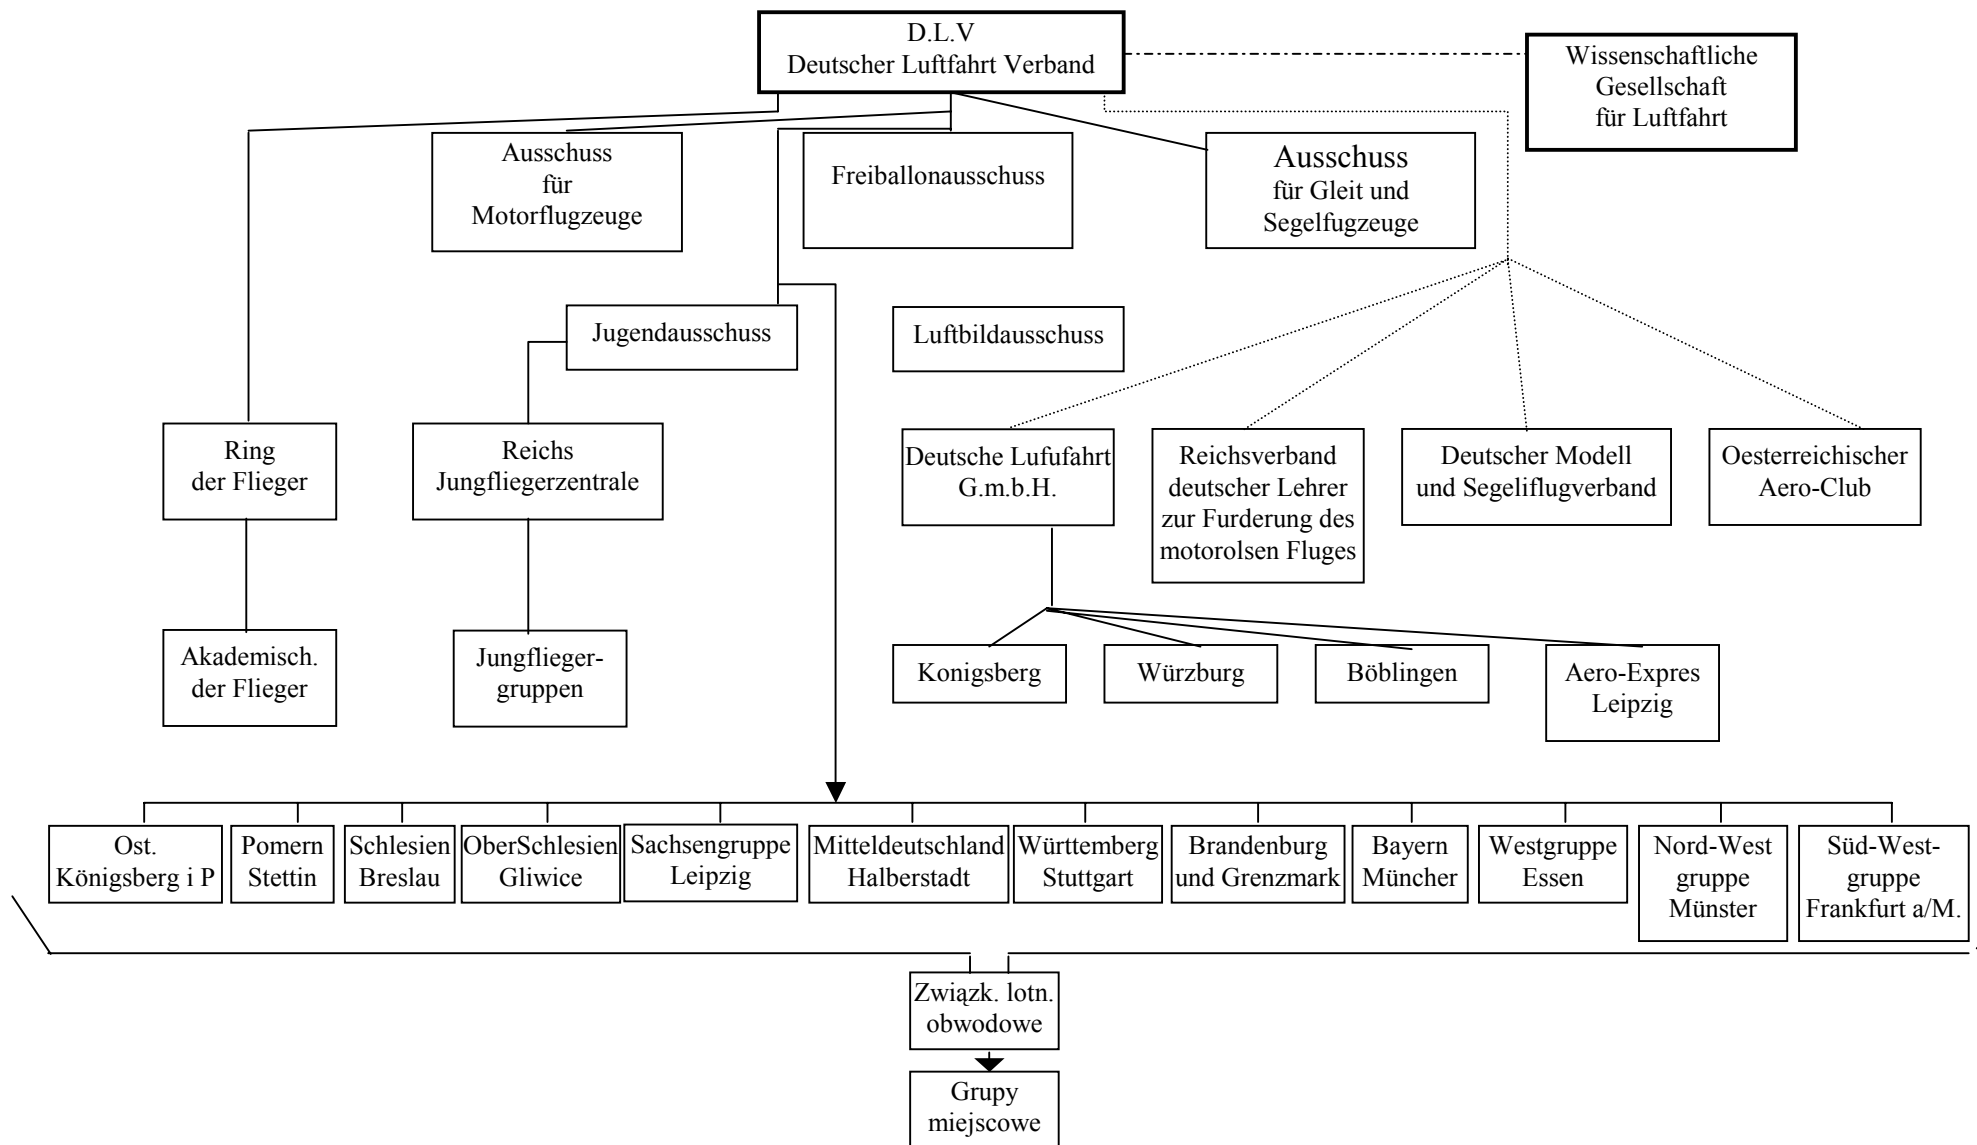 D.L.V
Deutscher Luftfahrt Verband
Wissenschaftliche
Gesellschaft
für Luftfahrt
Ausschuss
für
Motorflugzeuge
Freiballonausschuss
Ausschuss
für Gleit und
Segelfugzeuge
Jugendausschuss
Luftbildausschuss
Ring
der Flieger
Reichs
Jungfliegerzentrale
Deutsche Lufufahrt
G.m.b.H.
Reichsverband
deutscher Lehrer
zur Furderung des
motorolsen Fluges
Deutscher Modell
und Segeliflugverband
Oesterreichischer
Aero-Club
Akademisch.
der Flieger
Jungflieger-
gruppen
Konigsberg
Würzburg
Böblingen
Aero-Expres
Leipzig
Ost.
Königsberg i P
Pomern
Stettin
Schlesien
Breslau
OberSchlesien
Gliwice
Sachsengruppe
Leipzig
Mitteldeutschland
Halberstadt
Württemberg
Stuttgart
Brandenburg
und Grenzmark
Bayern
Müncher
Westgruppe
Essen
Nord-West
gruppe
Münster
Süd-West-
gruppe
Frankfurt a/M.
Związk. lotn.
obwodowe
Grupy
miejscowe